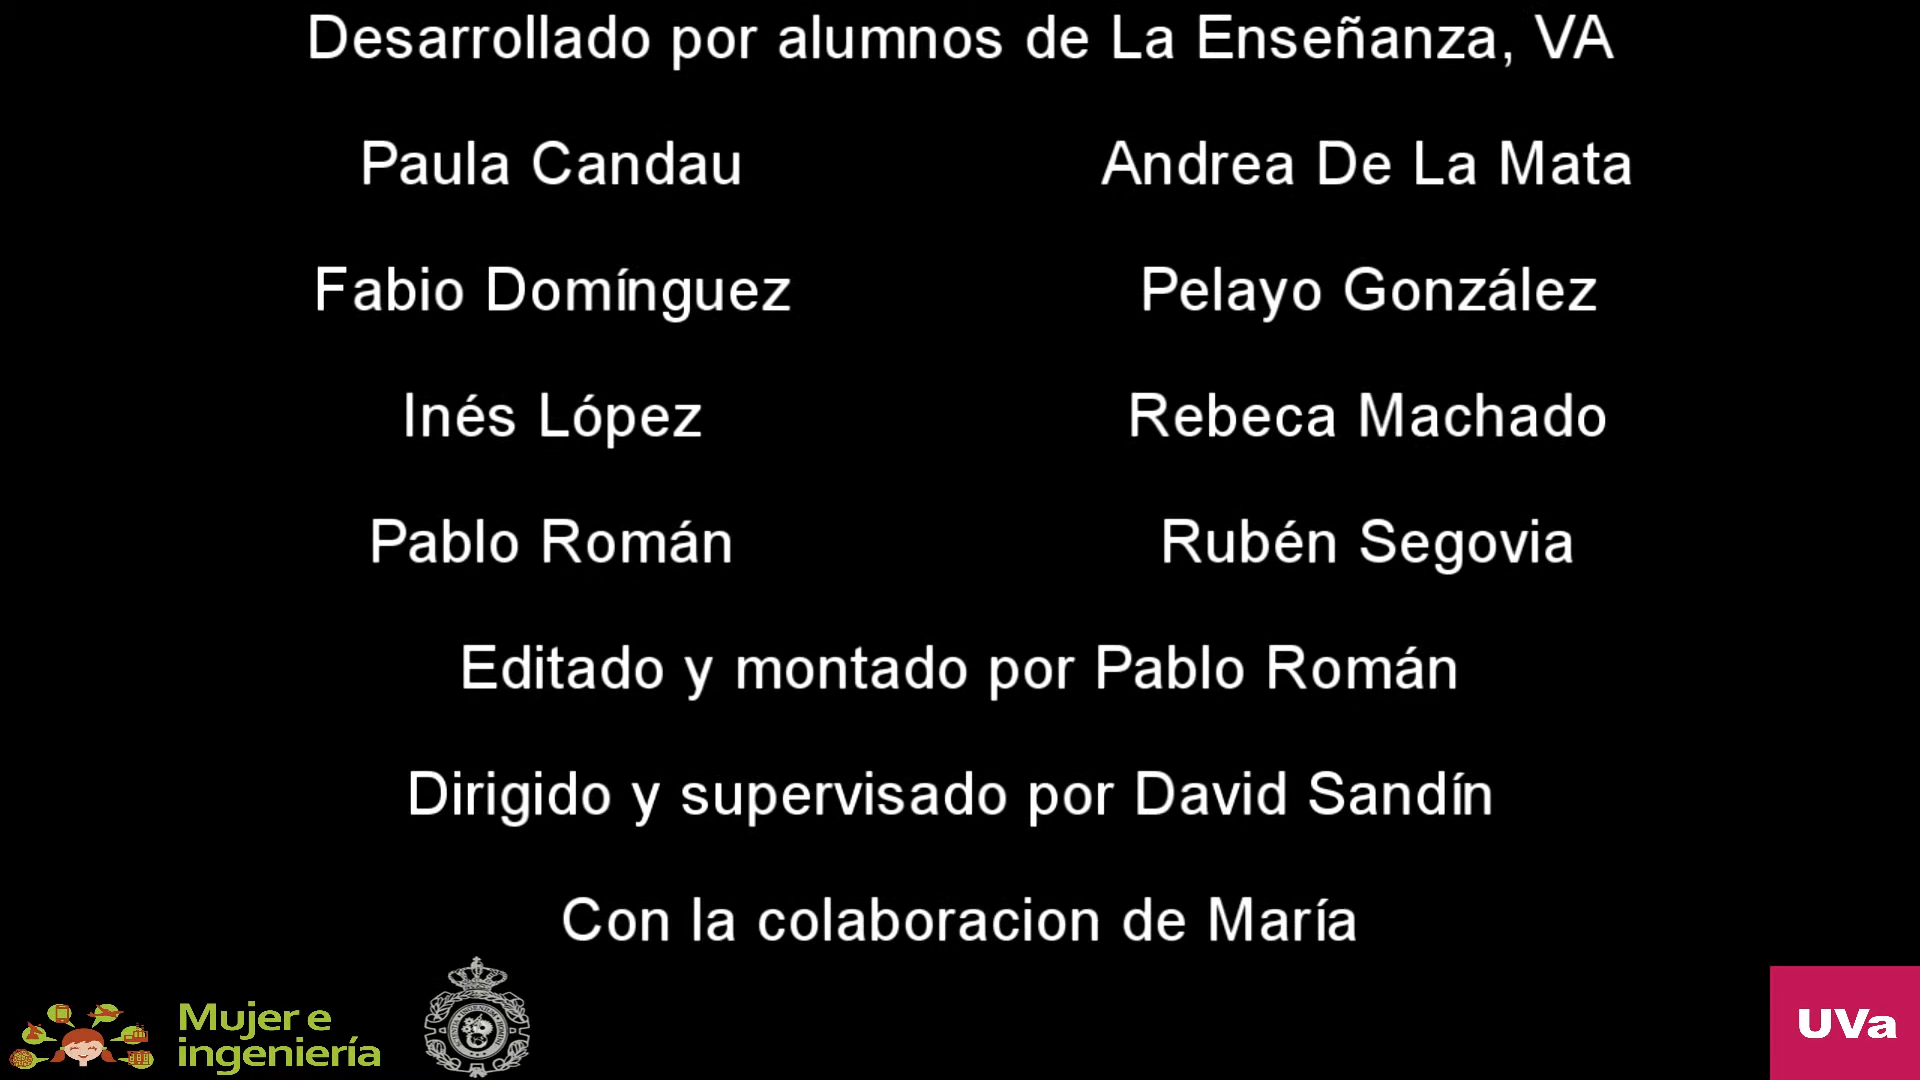 Desarrollado por alumnos de La Enseñanza, VA
Paula Candau Andrea De La Mata
Fabio Domínguez Pelayo González
Inés López Rebeca Machado
Pablo Román Rubén Segovia
Editado y montado por Pablo Román
Dirigido y supervisado por David Sandín
Con la colaboracion de María
Mujer e
ingeniería
UVa